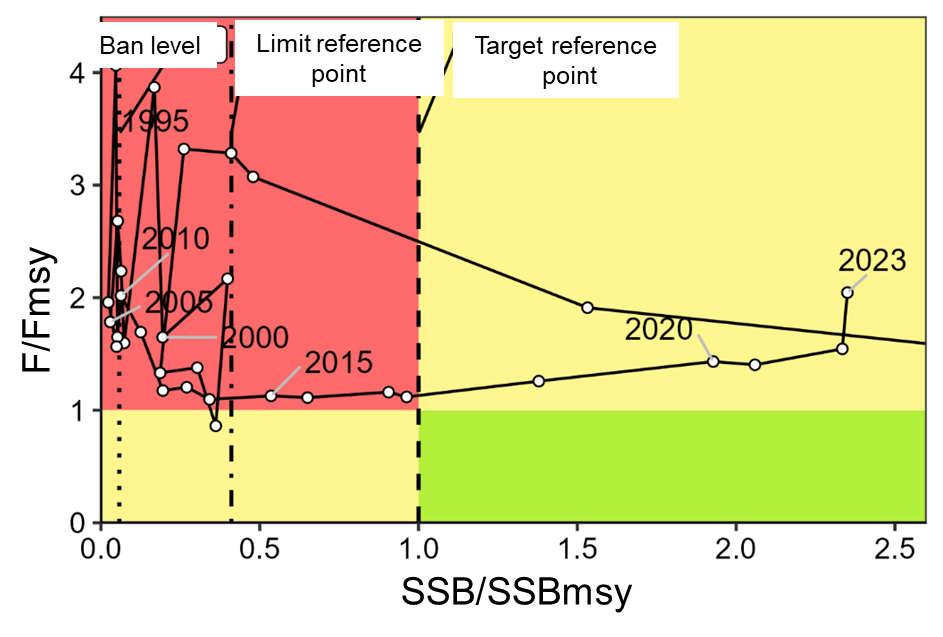 Ban level
Limit reference
point
Target reference
point
4
3
2
1
0
F/Fmsy
1995
2010
2005
2000
2015
2020
2023
0.0
0.5
1.0
1.5
2.0
2.5
SSB/SSBmsy